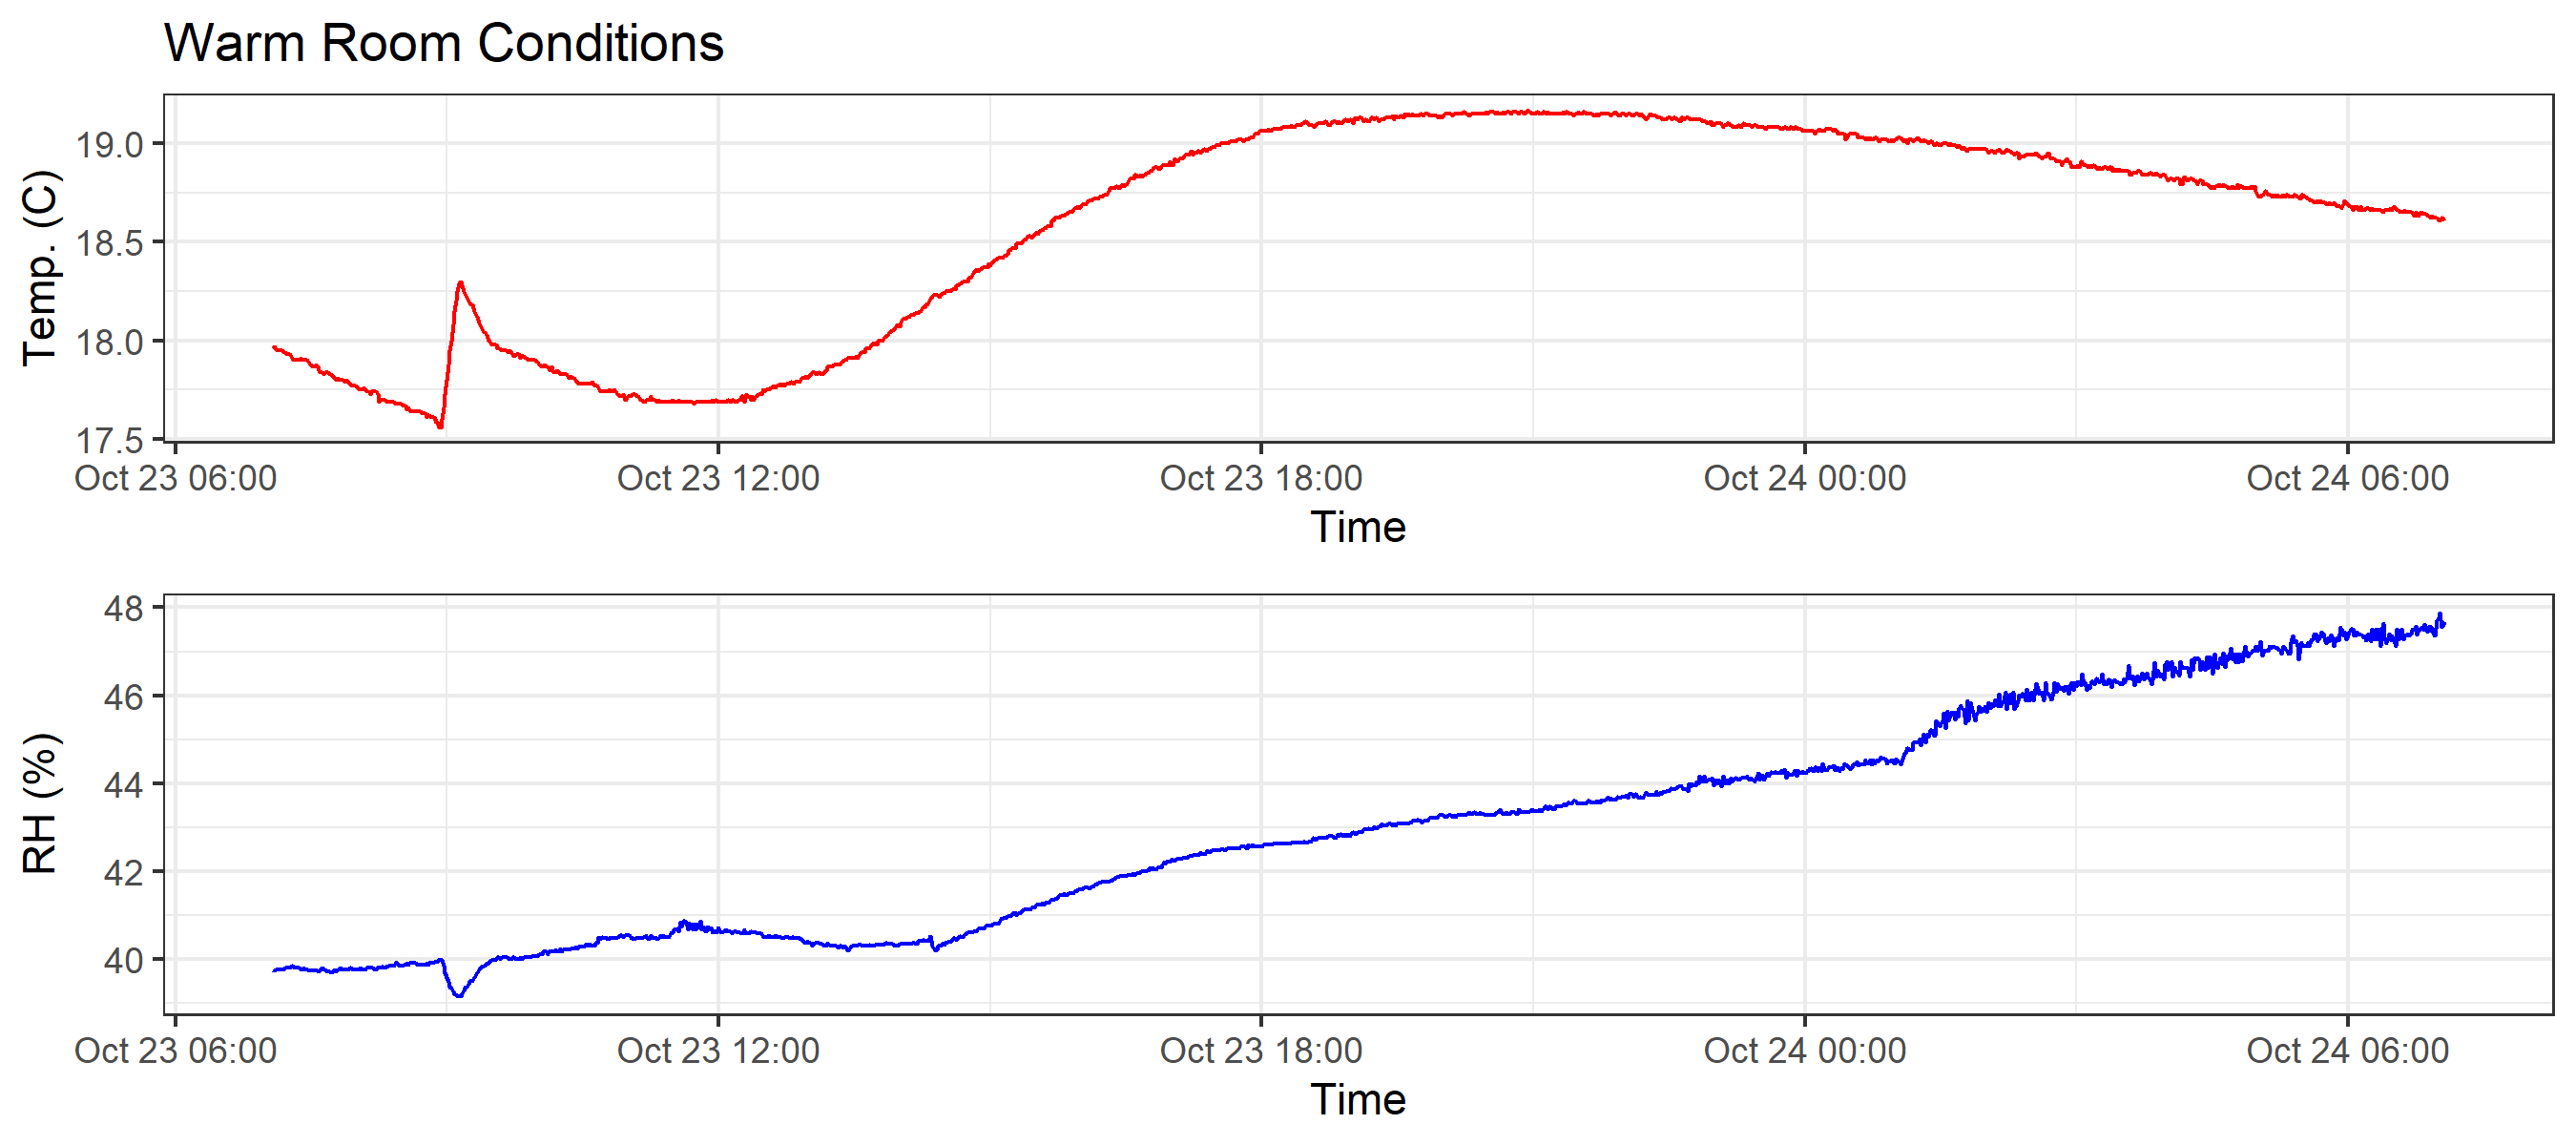 Warm Room Conditions
Temp. (C)
19.0
18.5
18.0
17.5
Oct 23 06:00 Oct 23 12:00 Oct 23 18:00 Oct 24 00:00 Oct 24 06:00
Time
RH (%)
48
46
44
42
40
Oct 23 06:00 Oct 23 12:00 Oct 23 18:00 Oct 24 00:00 Oct 24 06:00
Time